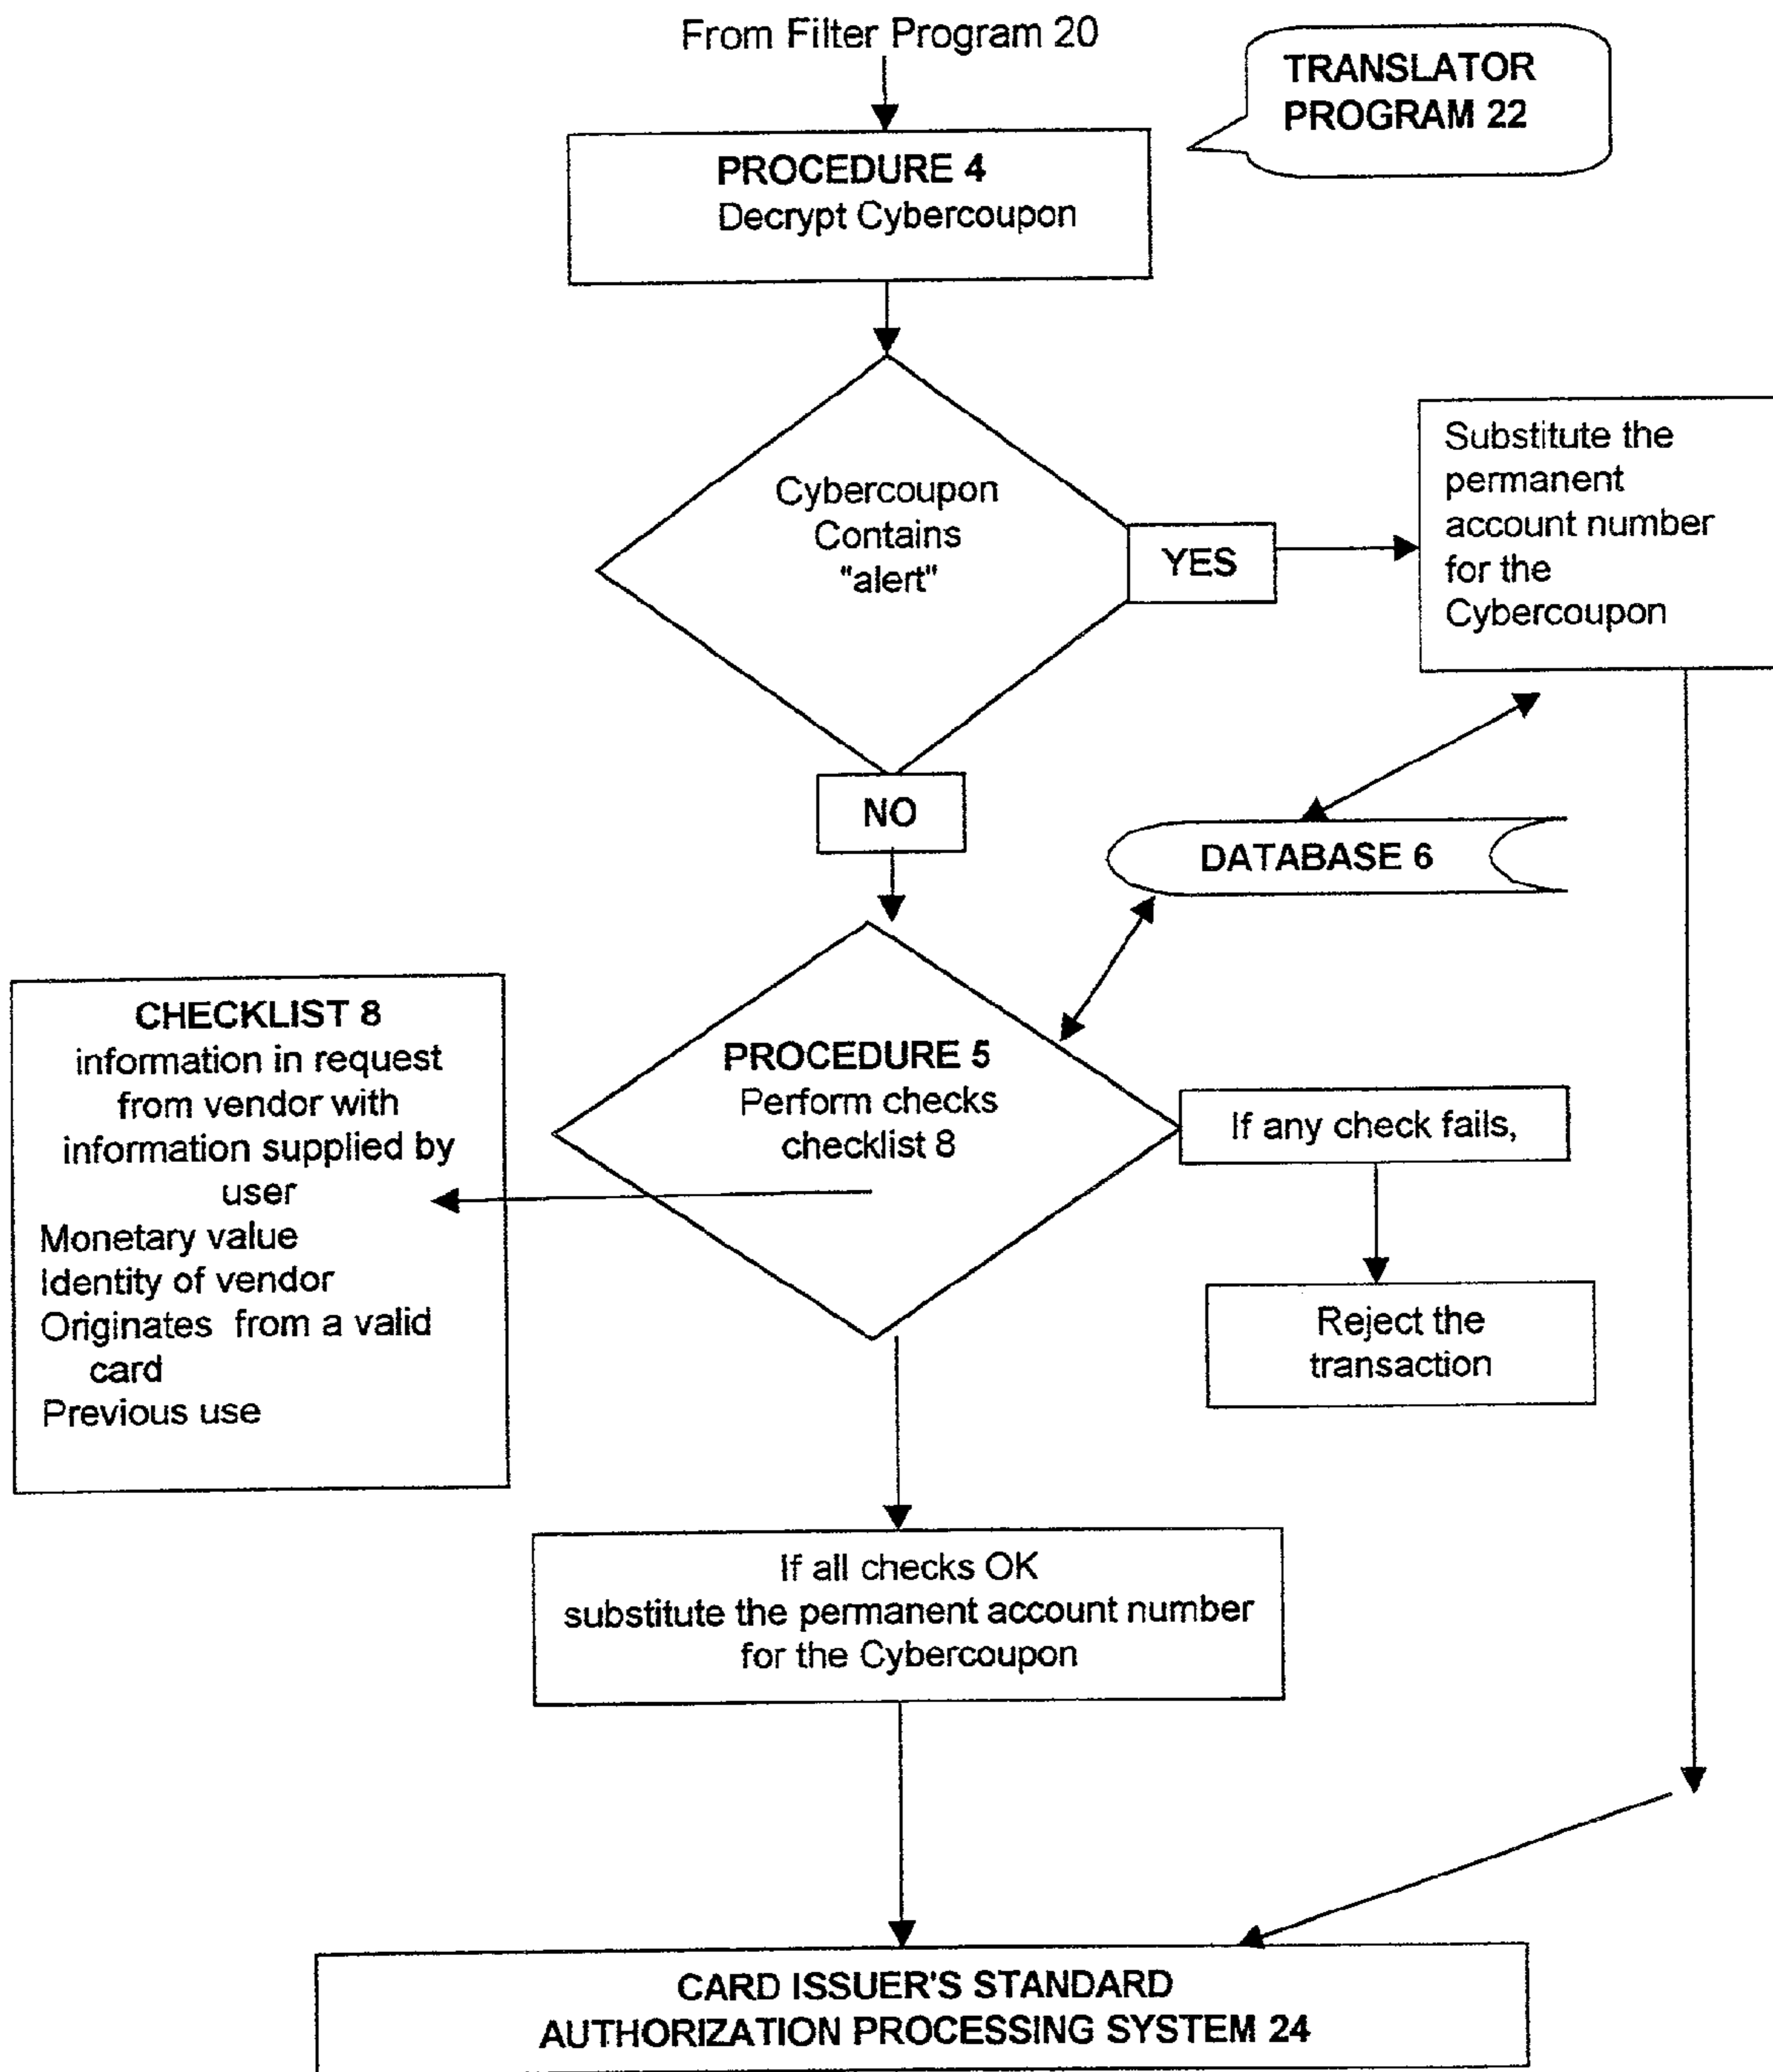 From Filter Program 20
TRANSLATOR
PROGRAM 22
PROCEDURE 4
Decrypt Cybercoupon
Cybercoupon
Contains
"alert"
YES
Substitute the
permanent
account number
for the
Cybercoupon
NO
DATABASE 6
CHECKLIST 8
information in request
from vendor with
information supplied by
user
Monetary value
Identity of vendor
Originates from a valid
card
Previous use
PROCEDURE 5
Perform checks
checklist 8
If any check fails,
Reject the
transaction
If all checks OK
substitute the permanent account number
for the Cybercoupon
CARD ISSUER'S STANDARD
AUTHORIZATION PROCESSING SYSTEM 24